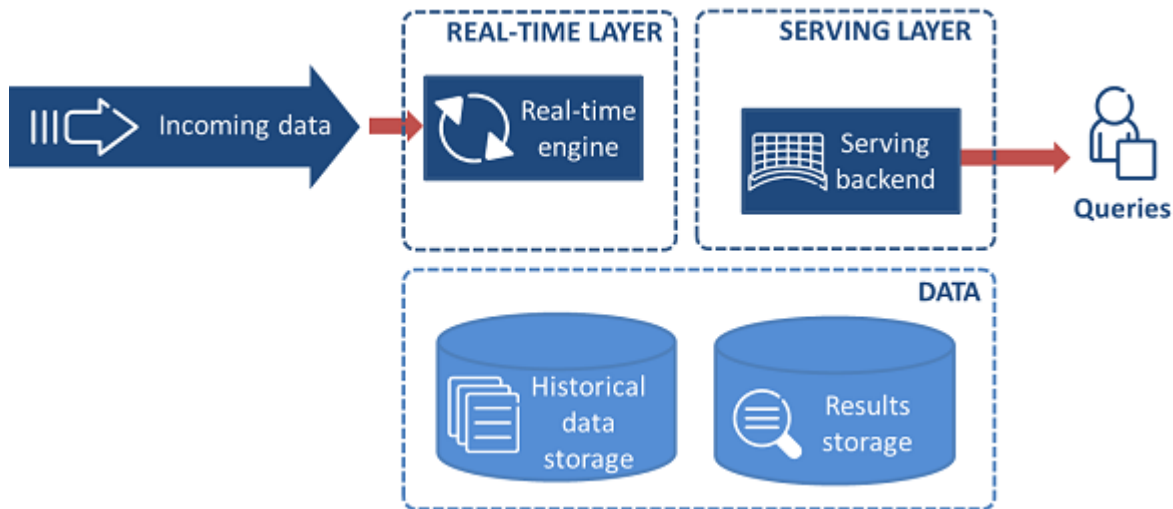 REAL-TIME LAYER
SERVING LAYER
Incoming data
Real-time
engine
Serving
backend
Queries
DATA
Historical
data
storage
Results
storage